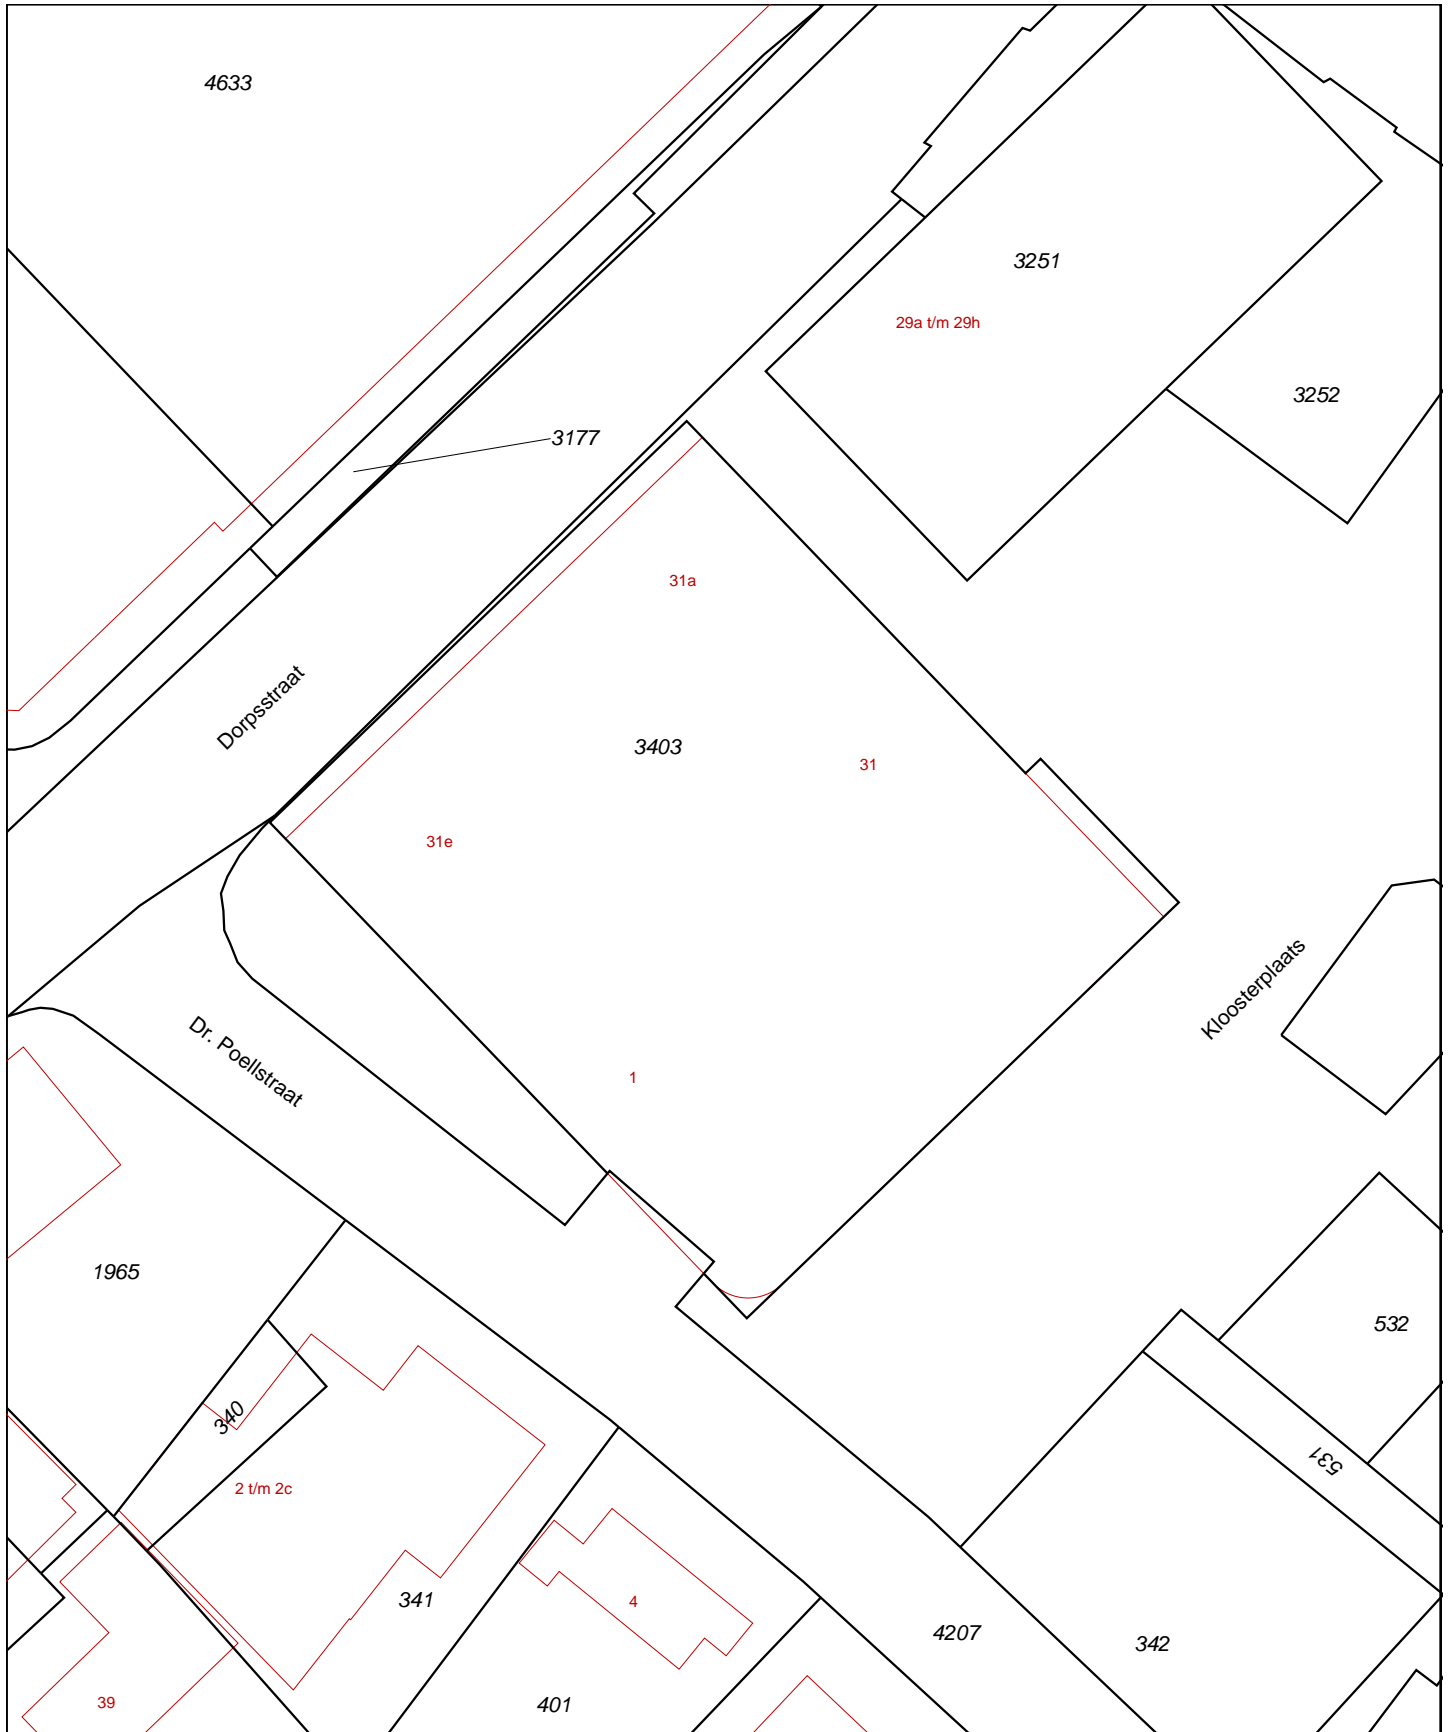 4633
3251
29a t/m 29h
3252
3177
31a
Dorpsstraat
3403
31
31e
Kloosterplaats
Dr. Poellstraat
1
1965
532
340
531
2 t/m 2c
341
4
4207
342
39
401